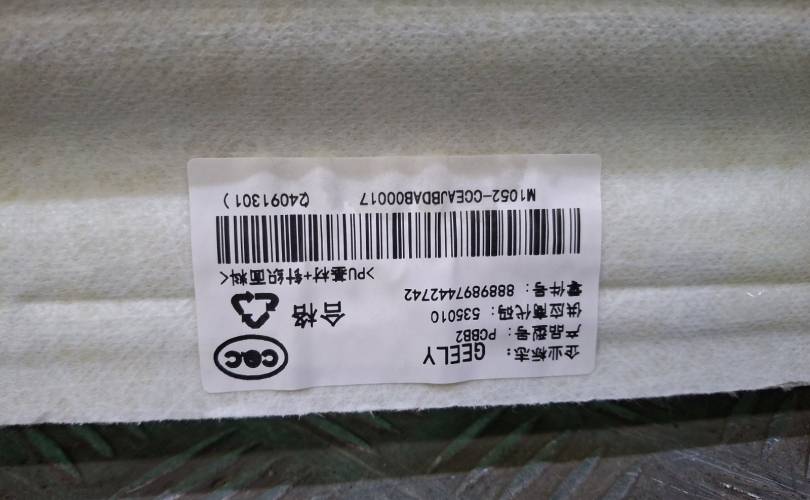 企业标志： GEELY
产品型号： PCBB2
供应商代码： 535010
零件号： 8889897442742
合格
CQC
>PU基材+针织面料<
M1052-CCEAJBDAB00017 (24091301)